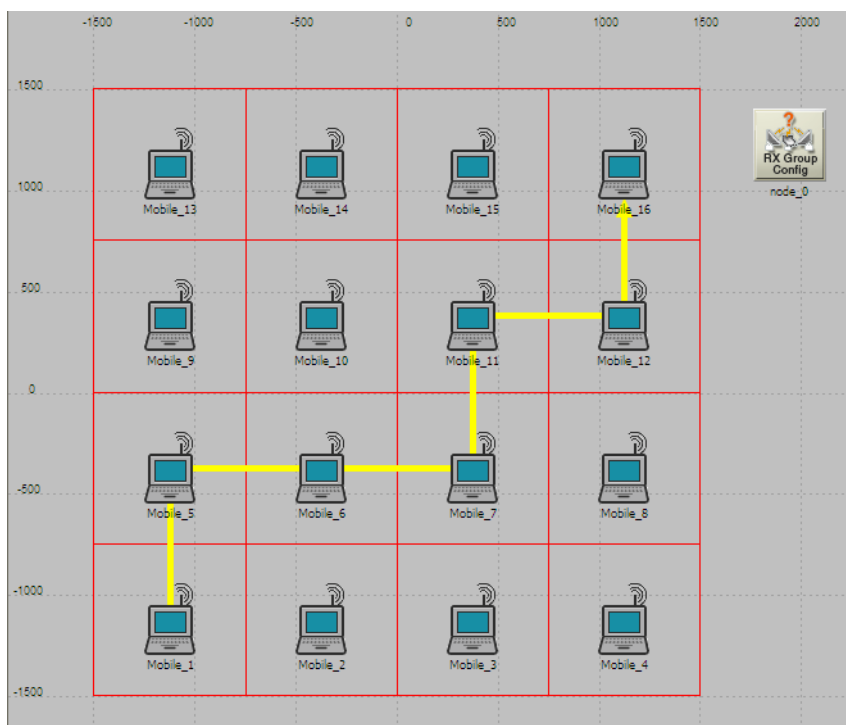 -1500 -1000 -500 0 500 1000 1500 2000
1500
?
RX Group
Config
node_0
1000
Mobile_13 Mobile_14 Mobile_15 Mobile_16
500
Mobile_9 Mobile_10 Mobile_11 Mobile_12
0
-500
Mobile_5 Mobile_6 Mobile_7 Mobile_8
-1000
Mobile_1 Mobile_2 Mobile_3 Mobile_4
-1500